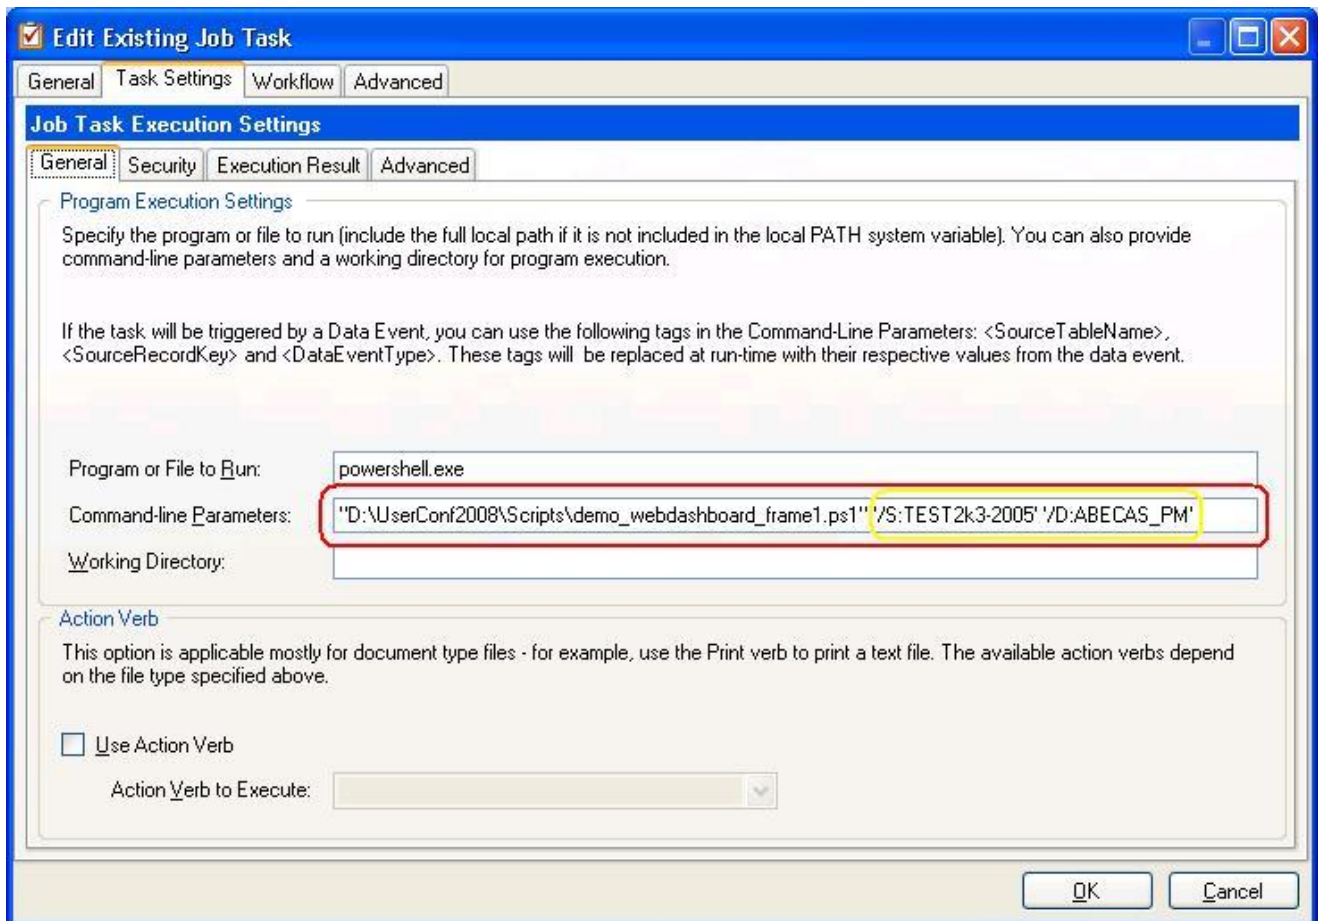 Edit Existing Job Task
General Task Settings Workflow Advanced
Job Task Execution Settings
General Security Execution Result Advanced
Program Execution Settings
Specify the program or file to run (include the full local path if it is not included in the local PATH system variable). You can also provide
command-line parameters and a working directory for program execution.
If the task will be triggered by a Data Event, you can use the following tags in the Command-Line Parameters: <SourceTableName>,
<SourceRecordKey> and <DataEventType>. These tags will be replaced at run-time with their respective values from the data event.
Program or File to Run: powershell.exe
Command-line Parameters: "D:\UserConf2008\Scripts\demo_webdashboard_frame1.ps1" '/S:TEST2k3-2005' '/D:ABECAS_PM'
Working Directory:
Action Verb
This option is applicable mostly for document type files - for example, use the Print verb to print a text file. The available action verbs depend
on the file type specified above.
Use Action Verb
Action Verb to Execute:
OK Cancel